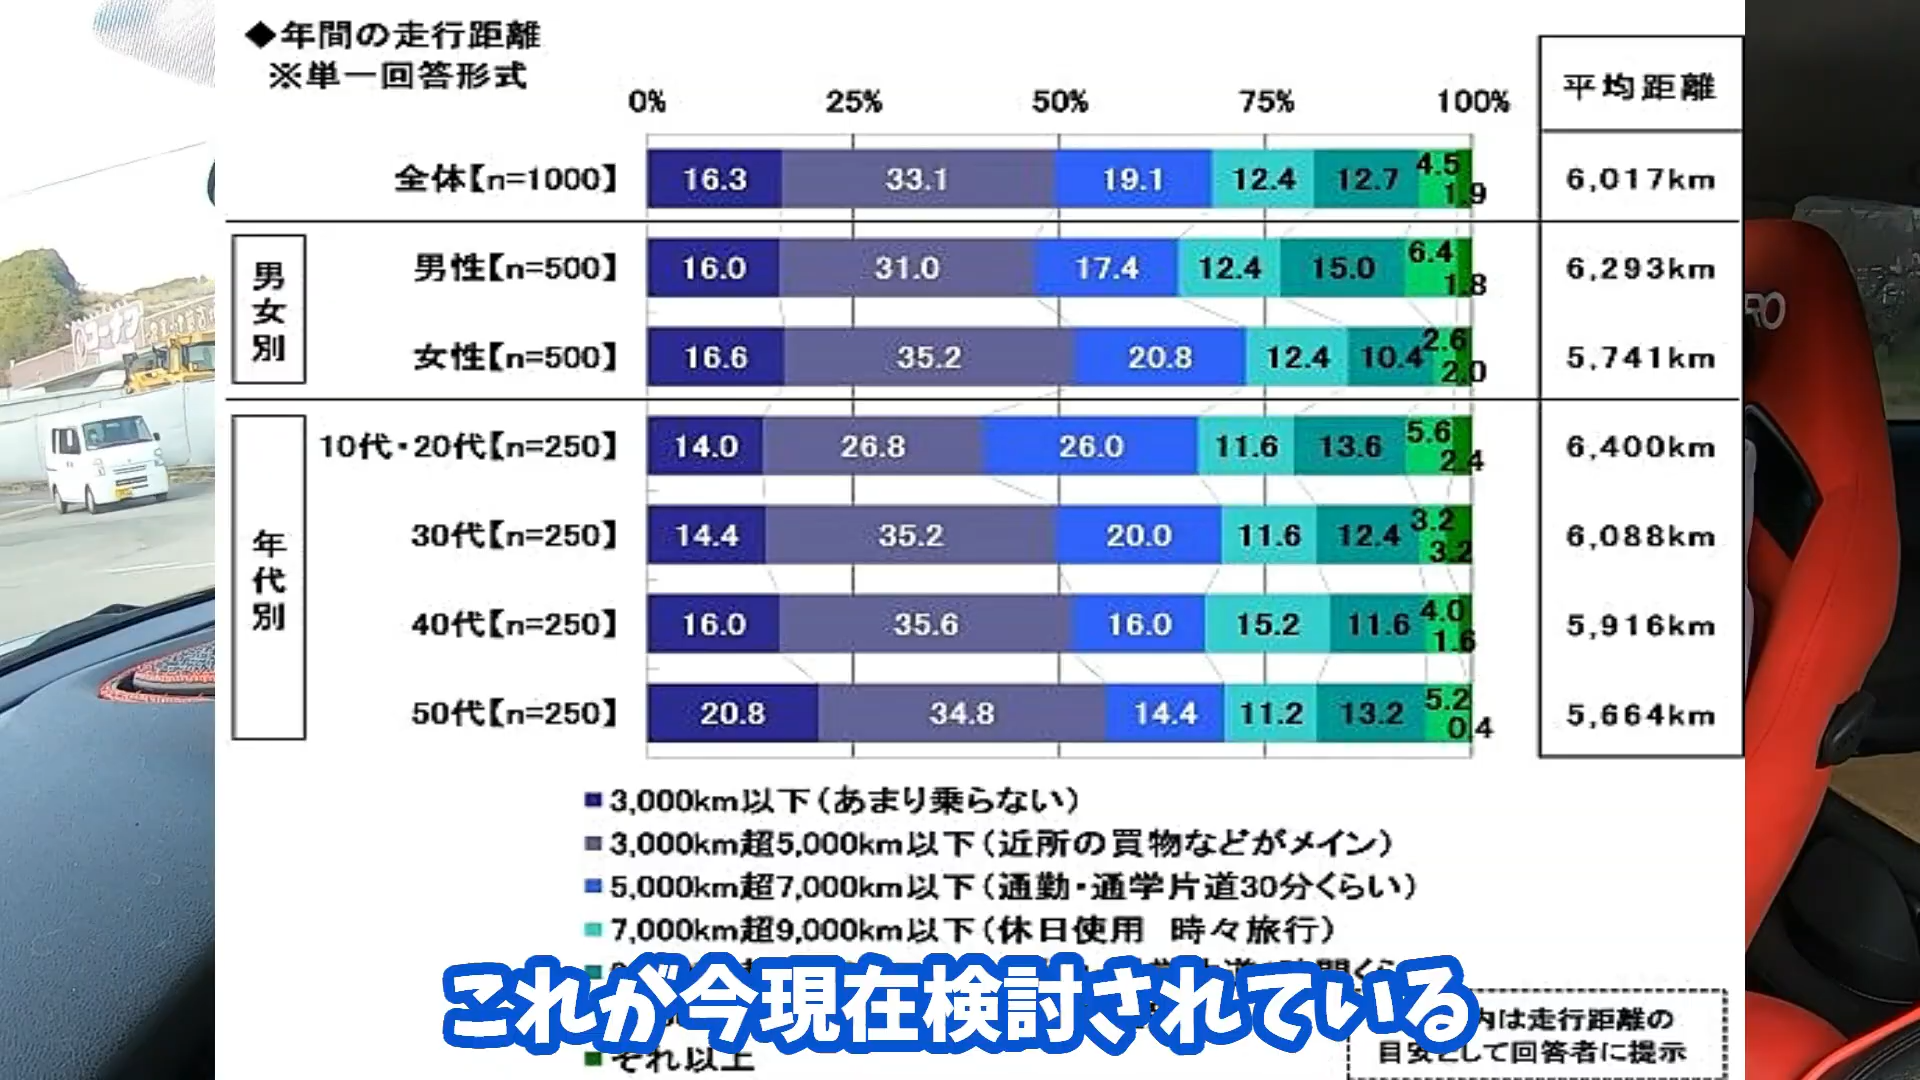 ◆年間の走行距離
※単一回答形式
0% 25% 50% 75% 100% 平均距離
全体【n=1000】 16.3 33.1 19.1 12.4 12.7 4.5 1.9 6,017km
男女別
男性【n=500】 16.0 31.0 17.4 12.4 15.0 6.4 1.8 6,293km
女性【n=500】 16.6 35.2 20.8 12.4 10.4 2.6 2.0 5,741km
年代別
10代・20代【n=250】 14.0 26.8 26.0 11.6 13.6 5.6 2.4 6,400km
30代【n=250】 14.4 35.2 20.0 11.6 12.4 3.2 3.2 6,088km
40代【n=250】 16.0 35.6 16.0 15.2 11.6 4.0 1.6 5,916km
50代【n=250】 20.8 34.8 14.4 11.2 13.2 5.2 0.4 5,664km
3,000km以下（あまり乗らない）
3,000km超5,000km以下（近所の買物などがメイン）
5,000km超7,000km以下（通勤・通学片道30分くらい）
7,000km超9,000km以下（休日使用 時々旅行）
これが今現在検討されている
内は走行距離の
目安として回答者に提示
それ以上